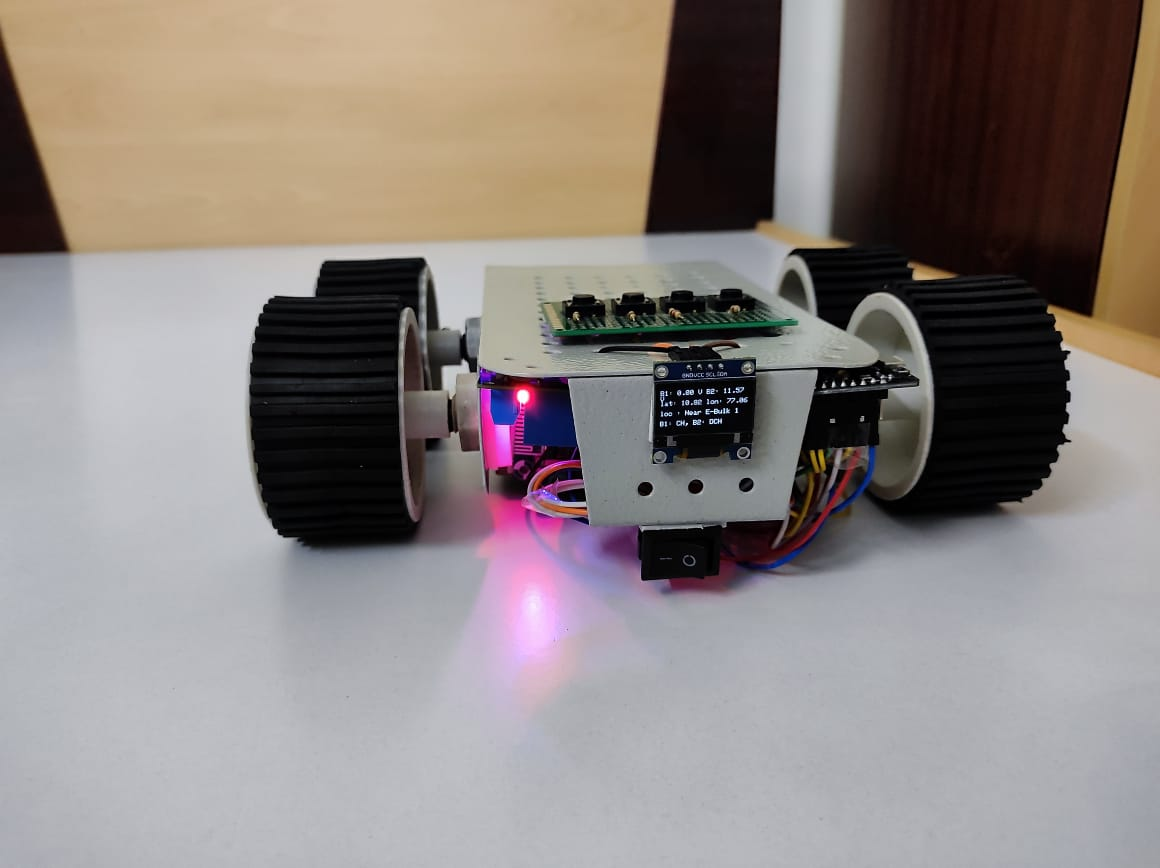 GND VCC SCL SDA
B1: 0.80 V B2: 11.57
V
lat: 10.82 lon: 77.06
loc : Near E-Bulk 1
B1: CH, B2: DCH